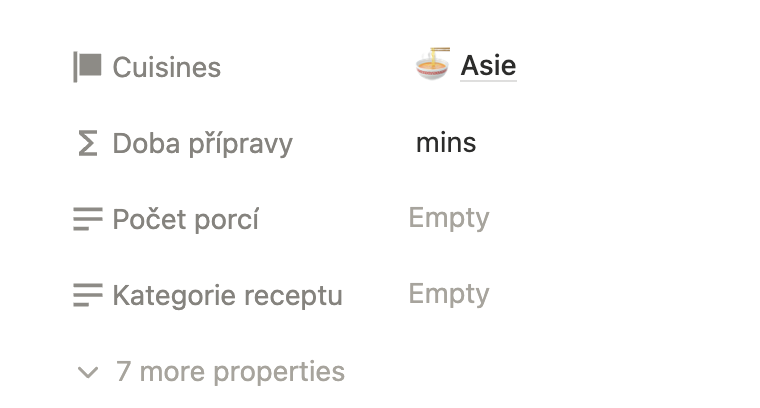 Cuisines 🍜 Asie
Doba přípravy mins
Počet porcí Empty
Kategorie receptu Empty
7 more properties